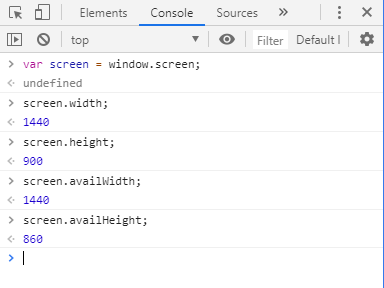 Elements Console Sources »
top ▼ Filter Default l
> var screen = window.screen;
<· undefined
> screen.width;
<· 1440
> screen.height;
<· 900
> screen.availWidth;
<· 1440
> screen.availHeight;
<· 860
>